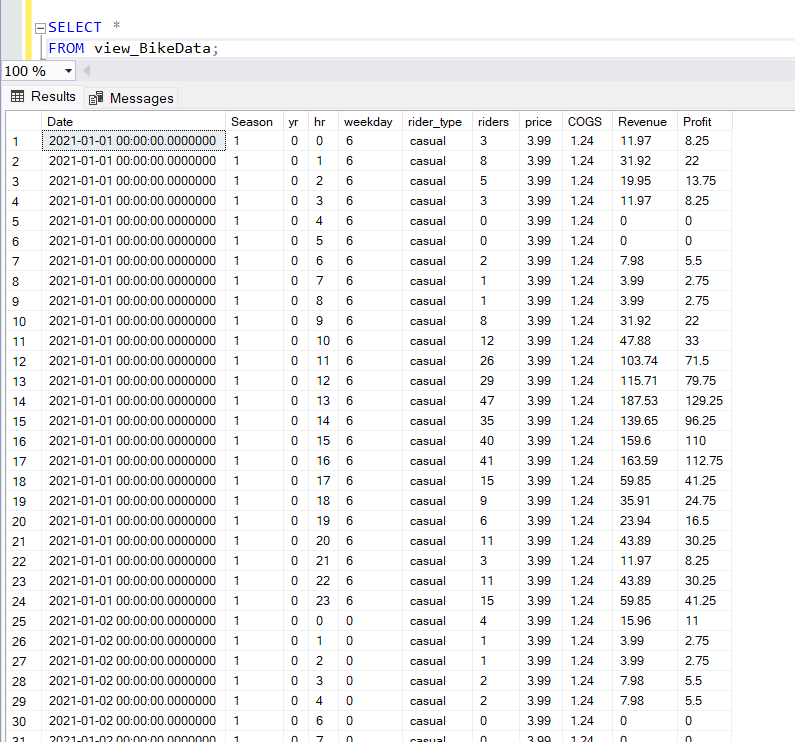 SELECT *
FROM view_BikeData;
100 %
Results Messages
Date Season yr hr weekday rider_type riders price COGS Revenue Profit
1 2021-01-01 00:00:00.0000000 1 0 0 6 casual 3 3.99 1.24 11.97 8.25
2 2021-01-01 00:00:00.0000000 1 0 1 6 casual 8 3.99 1.24 31.92 22
3 2021-01-01 00:00:00.0000000 1 0 2 6 casual 5 3.99 1.24 19.95 13.75
4 2021-01-01 00:00:00.0000000 1 0 3 6 casual 3 3.99 1.24 11.97 8.25
5 2021-01-01 00:00:00.0000000 1 0 4 6 casual 0 3.99 1.24 0 0
6 2021-01-01 00:00:00.0000000 1 0 5 6 casual 0 3.99 1.24 0 0
7 2021-01-01 00:00:00.0000000 1 0 6 6 casual 2 3.99 1.24 7.98 5.5
8 2021-01-01 00:00:00.0000000 1 0 7 6 casual 1 3.99 1.24 3.99 2.75
9 2021-01-01 00:00:00.0000000 1 0 8 6 casual 1 3.99 1.24 3.99 2.75
10 2021-01-01 00:00:00.0000000 1 0 9 6 casual 8 3.99 1.24 31.92 22
11 2021-01-01 00:00:00.0000000 1 0 10 6 casual 12 3.99 1.24 47.88 33
12 2021-01-01 00:00:00.0000000 1 0 11 6 casual 26 3.99 1.24 103.74 71.5
13 2021-01-01 00:00:00.0000000 1 0 12 6 casual 29 3.99 1.24 115.71 79.75
14 2021-01-01 00:00:00.0000000 1 0 13 6 casual 47 3.99 1.24 187.53 129.25
15 2021-01-01 00:00:00.0000000 1 0 14 6 casual 35 3.99 1.24 139.65 96.25
16 2021-01-01 00:00:00.0000000 1 0 15 6 casual 40 3.99 1.24 159.6 110
17 2021-01-01 00:00:00.0000000 1 0 16 6 casual 41 3.99 1.24 163.59 112.75
18 2021-01-01 00:00:00.0000000 1 0 17 6 casual 15 3.99 1.24 59.85 41.25
19 2021-01-01 00:00:00.0000000 1 0 18 6 casual 9 3.99 1.24 35.91 24.75
20 2021-01-01 00:00:00.0000000 1 0 19 6 casual 6 3.99 1.24 23.94 16.5
21 2021-01-01 00:00:00.0000000 1 0 20 6 casual 11 3.99 1.24 43.89 30.25
22 2021-01-01 00:00:00.0000000 1 0 21 6 casual 3 3.99 1.24 11.97 8.25
23 2021-01-01 00:00:00.0000000 1 0 22 6 casual 11 3.99 1.24 43.89 30.25
24 2021-01-01 00:00:00.0000000 1 0 23 6 casual 15 3.99 1.24 59.85 41.25
25 2021-01-02 00:00:00.0000000 1 0 0 0 casual 4 3.99 1.24 15.96 11
26 2021-01-02 00:00:00.0000000 1 0 1 0 casual 1 3.99 1.24 3.99 2.75
27 2021-01-02 00:00:00.0000000 1 0 2 0 casual 1 3.99 1.24 3.99 2.75
28 2021-01-02 00:00:00.0000000 1 0 3 0 casual 2 3.99 1.24 7.98 5.5
29 2021-01-02 00:00:00.0000000 1 0 4 0 casual 2 3.99 1.24 7.98 5.5
30 2021-01-02 00:00:00.0000000 1 0 6 0 casual 0 3.99 1.24 0 0
31 2021-01-02 00:00:00.0000000 1 0 7 0 casual 0 3.99 1.24 0 0